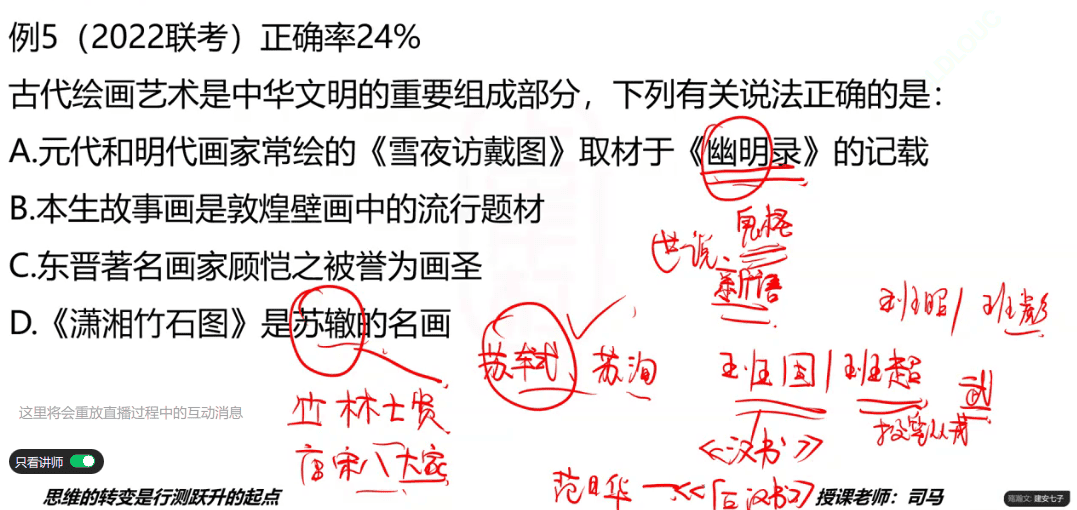 例5（2022联考）正确率24%
古代绘画艺术是中华文明的重要组成部分，下列有关说法正确的是：
A.元代和明代画家常绘的《雪夜访戴图》取材于《幽明录》的记载
B.本生故事画是敦煌壁画中的流行题材
鬼怪
世说、
新语
C.东晋著名画家顾恺之被誉为画圣
班昭/班彪
D.《潇湘竹石图》是苏辙的名画
苏轼 苏洵
班固/班超 武
投笔从戎
这里将会重放直播过程中的互动消息
竹林七贤
《汉书》
只看讲师
唐宋八大家
范晔 《后汉书》
思维的转变是行测跃升的起点
授课老师：司马
建安七子